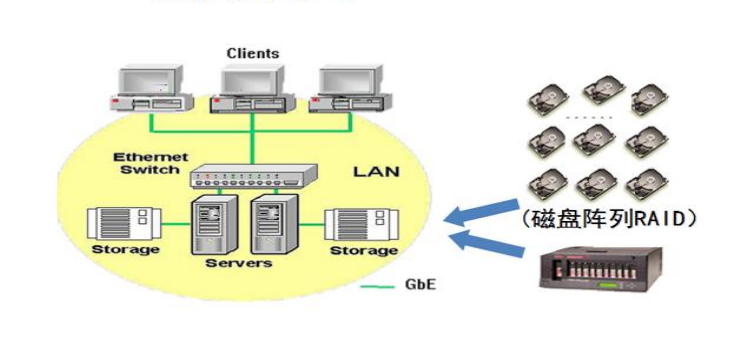 Clients
Ethernet
Switch
LAN
Storage
Servers
Storage
GbE
......
(磁盘阵列RAID)